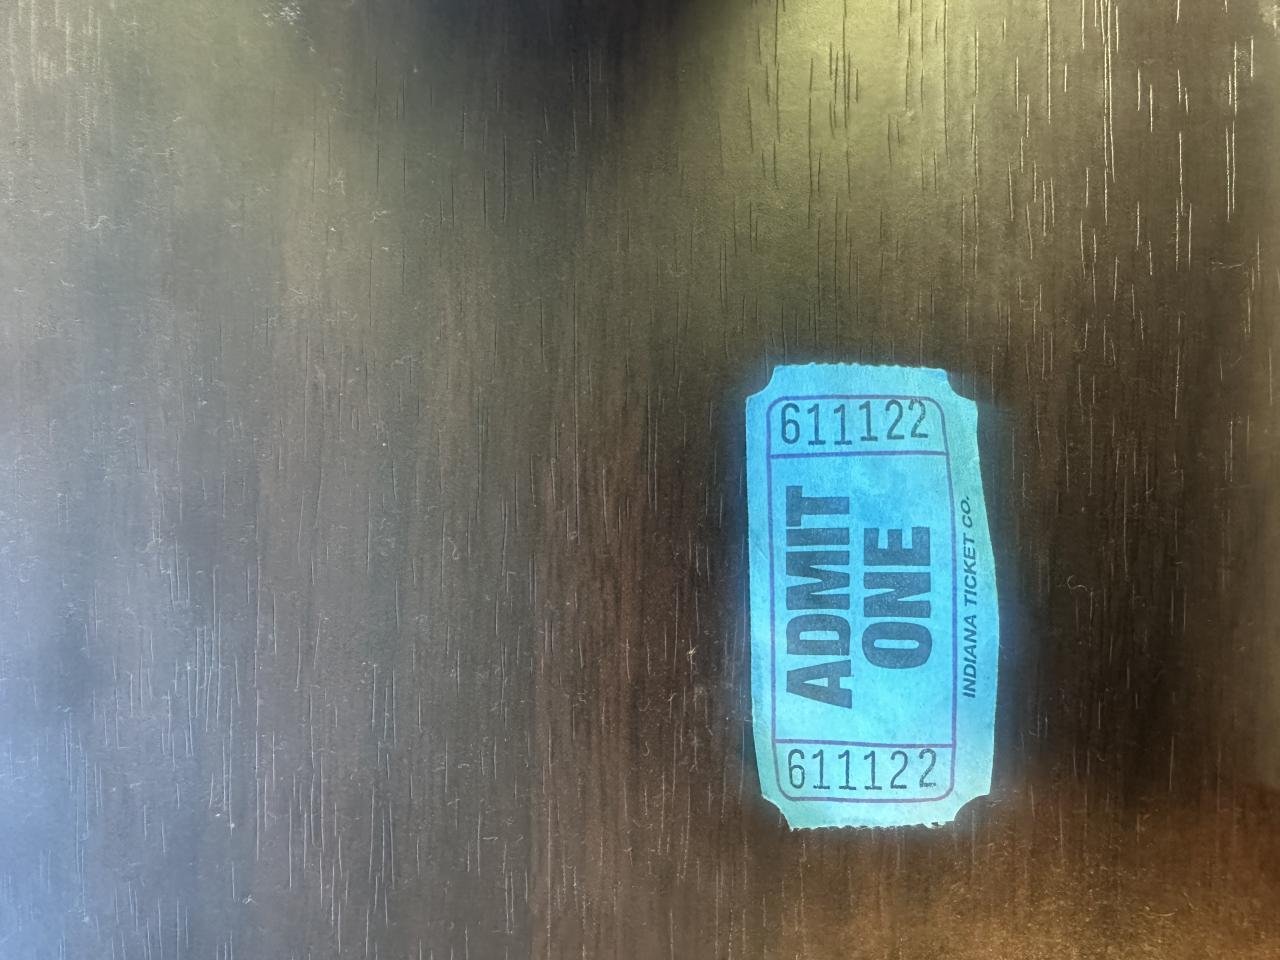 611122
ADMIT
ONE
INDIANA TICKET CO.
611122